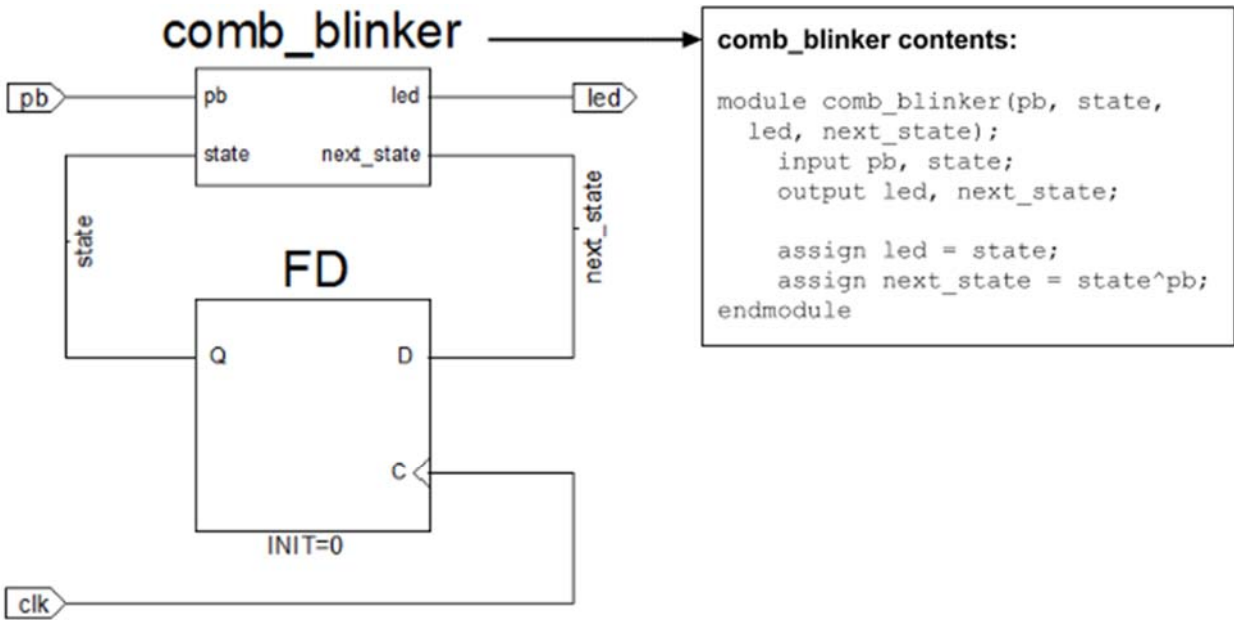 comb_blinker
pb
pb
led
led
state
next_state
state
next_state
FD
Q
D
C
INIT=0
clk
comb_blinker contents:
module comb_blinker(pb, state,
led, next_state);
input pb, state;
output led, next_state;
assign led = state;
assign next_state = state^pb;
endmodule